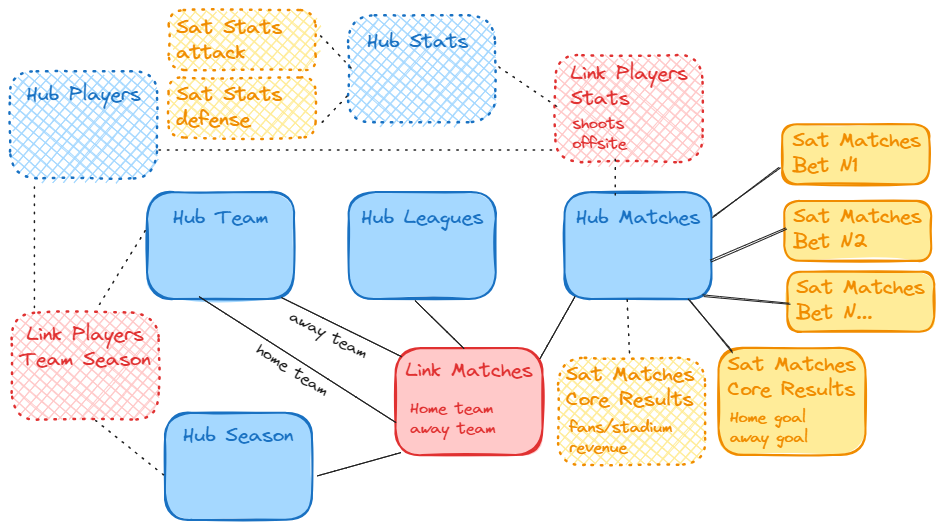 Sat Stats
attack
Hub Stats
Link Players
Stats
shoots
offsite
Hub Players
Sat Stats
defense
Sat Matches
Bet N1
Hub Team
Hub Leagues
Hub Matches
Sat Matches
Bet N2
Sat Matches
Bet N...
away team
home team
Link Players
Team Season
Link Matches
Home team
away team
Sat Matches
Core Results
fans/stadium
revenue
Sat Matches
Core Results
Home goal
away goal
Hub Season